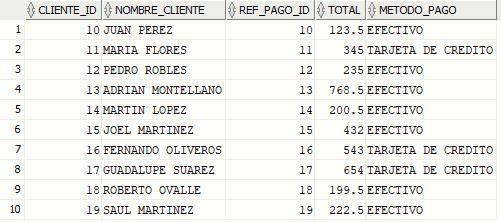 CLIENTE_ID NOMBRE_CLIENTE REF_PAGO_ID TOTAL METODO_PAGO
1 10 JUAN PEREZ 10 123.5 EFECTIVO
2 11 MARIA FLORES 11 345 TARJETA DE CREDITO
3 12 PEDRO ROBLES 12 235 EFECTIVO
4 13 ADRIAN MONTELLANO 13 768.5 EFECTIVO
5 14 MARTIN LOPEZ 14 200.5 EFECTIVO
6 15 JOEL MARTINEZ 15 432 EFECTIVO
7 16 FERNANDO OLIVEROS 16 543 TARJETA DE CREDITO
8 17 GUADALUPE SUAREZ 17 654 TARJETA DE CREDITO
9 18 ROBERTO OVALLE 18 199.5 EFECTIVO
10 19 SAUL MARTINEZ 19 222.5 EFECTIVO